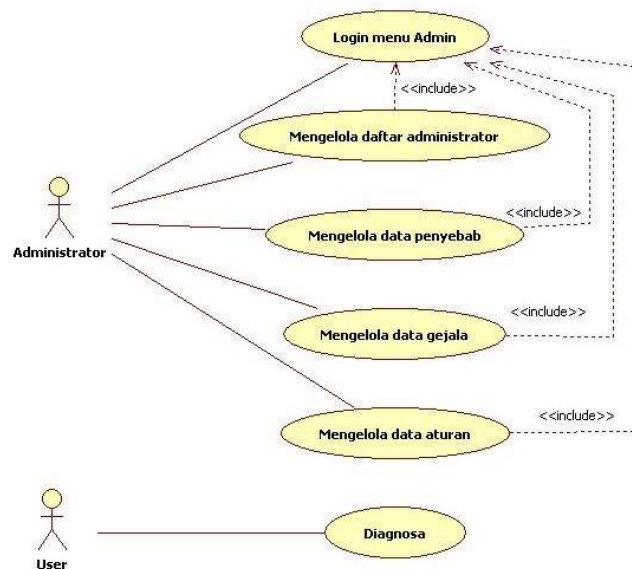 Login menu Admin
<<include>>
Mengelola daftar administrator
<<include>>
Mengelola data penyebab
Administrator
<<include>>
Mengelola data gejala
<<include>>
Mengelola data aturan
Diagnosa
User